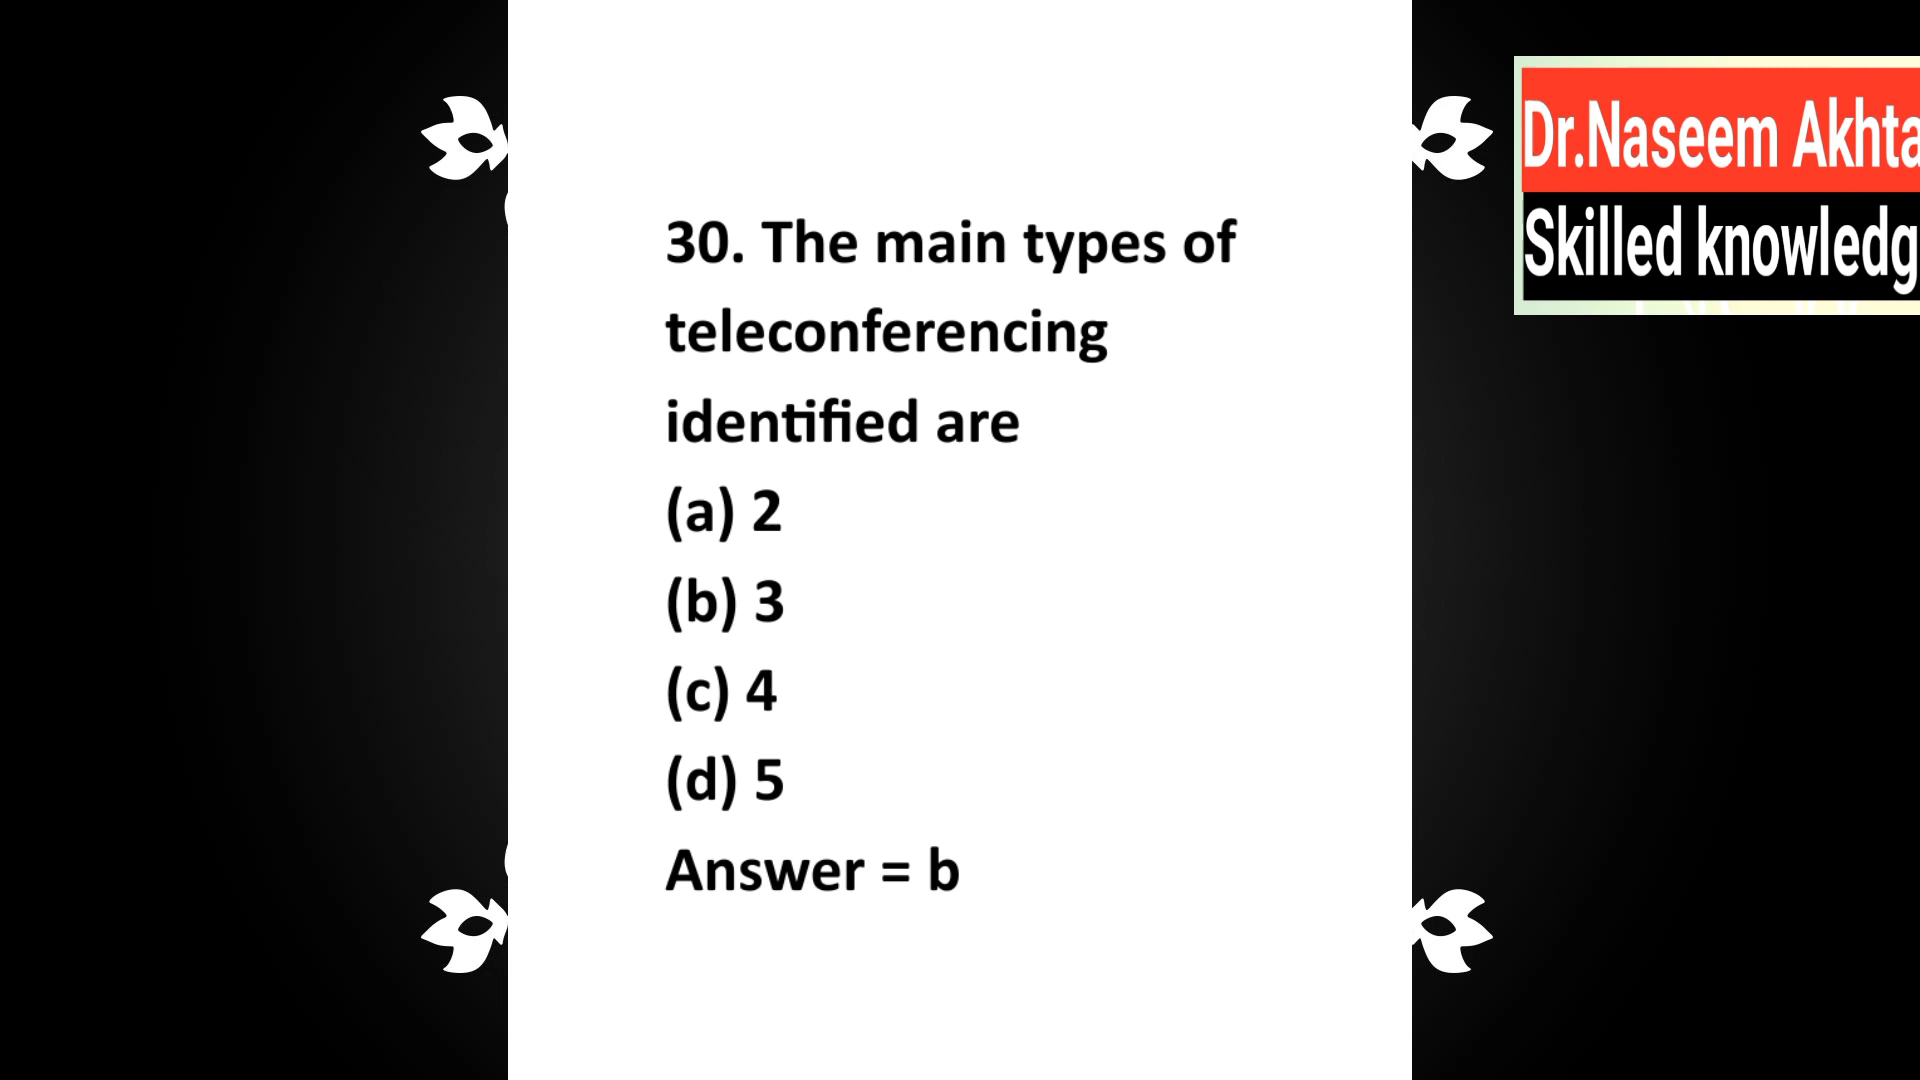 30. The main types of
teleconferencing
identified are
(a) 2
(b) 3
(c) 4
(d) 5
Answer = b
Dr.Naseem Akhta
Skilled knowledg